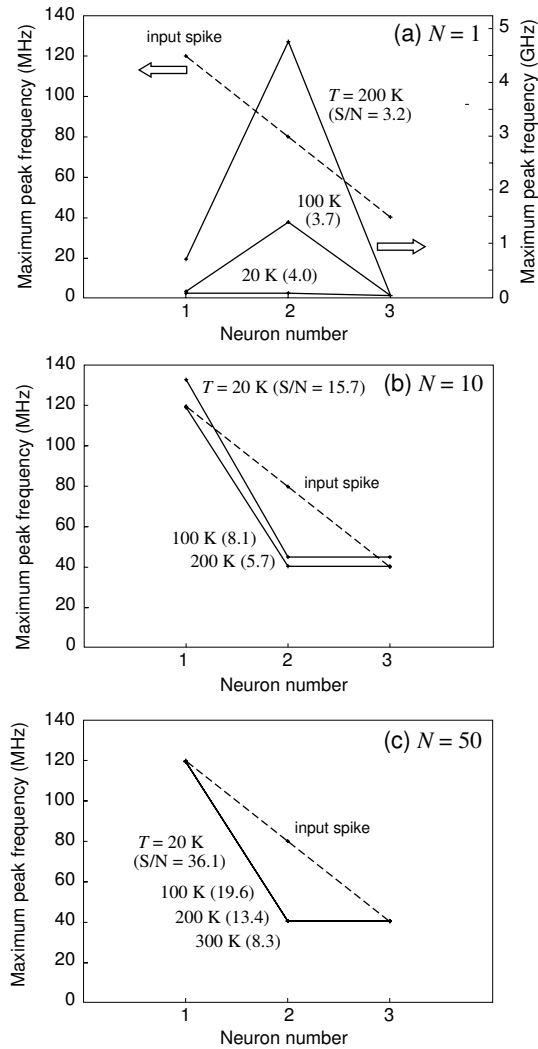 (a) N = 1
Maximum peak frequency (MHz)
140
120
100
80
60
40
20
0
input spike
T = 200 K
(S/N = 3.2)
100 K
(3.7)
20 K (4.0)
5
4
3
2
1
0
Maximum peak frequency (GHz)
1 2 3
Neuron number
(b) N = 10
Maximum peak frequency (MHz)
140
120
100
80
60
40
20
0
T = 20 K (S/N = 15.7)
input spike
100 K (8.1)
200 K (5.7)
1 2 3
Neuron number
(c) N = 50
Maximum peak frequency (MHz)
140
120
100
80
60
40
20
0
input spike
T = 20 K
(S/N = 36.1)
100 K (19.6)
200 K (13.4)
300 K (8.3)
1 2 3
Neuron number